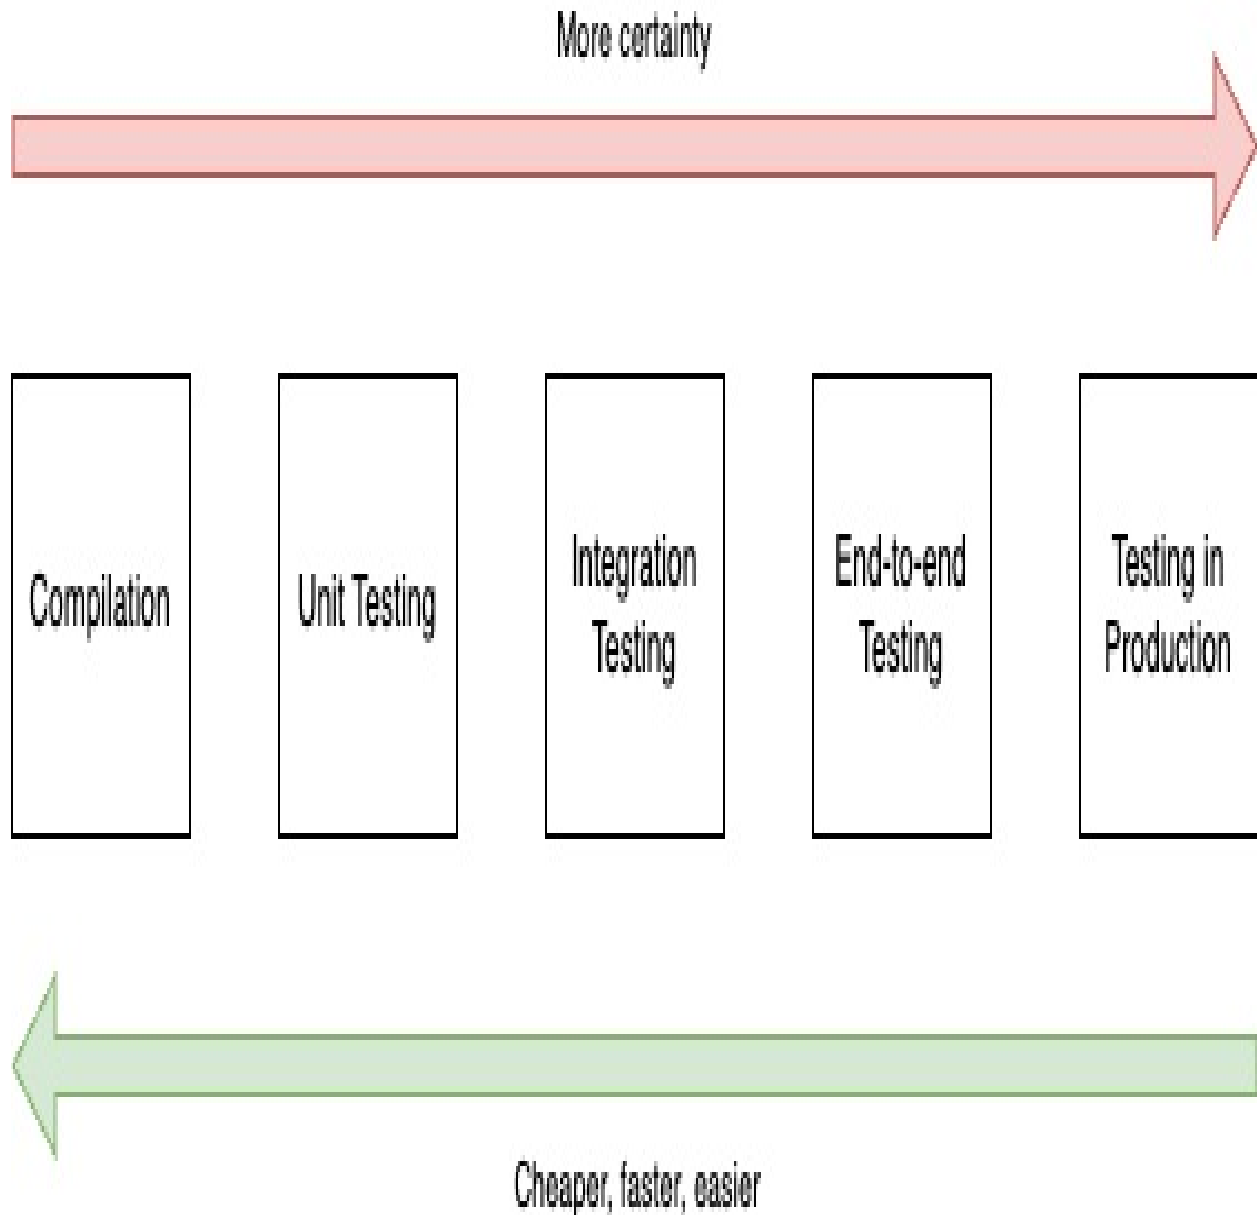 More certainty
Compilation
Unit Testing
Integration
Testing
End-to-end
Testing
Testing in
Production
Cheaper, faster, easier